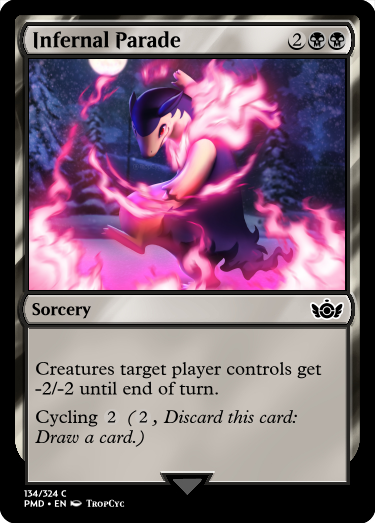 Infernal Parade 2
Sorcery
Creatures target player controls get
-2/-2 until end of turn.
Cycling 2 (2, Discard this card:
Draw a card.)
134/324 C
PMD • EN TropCyc